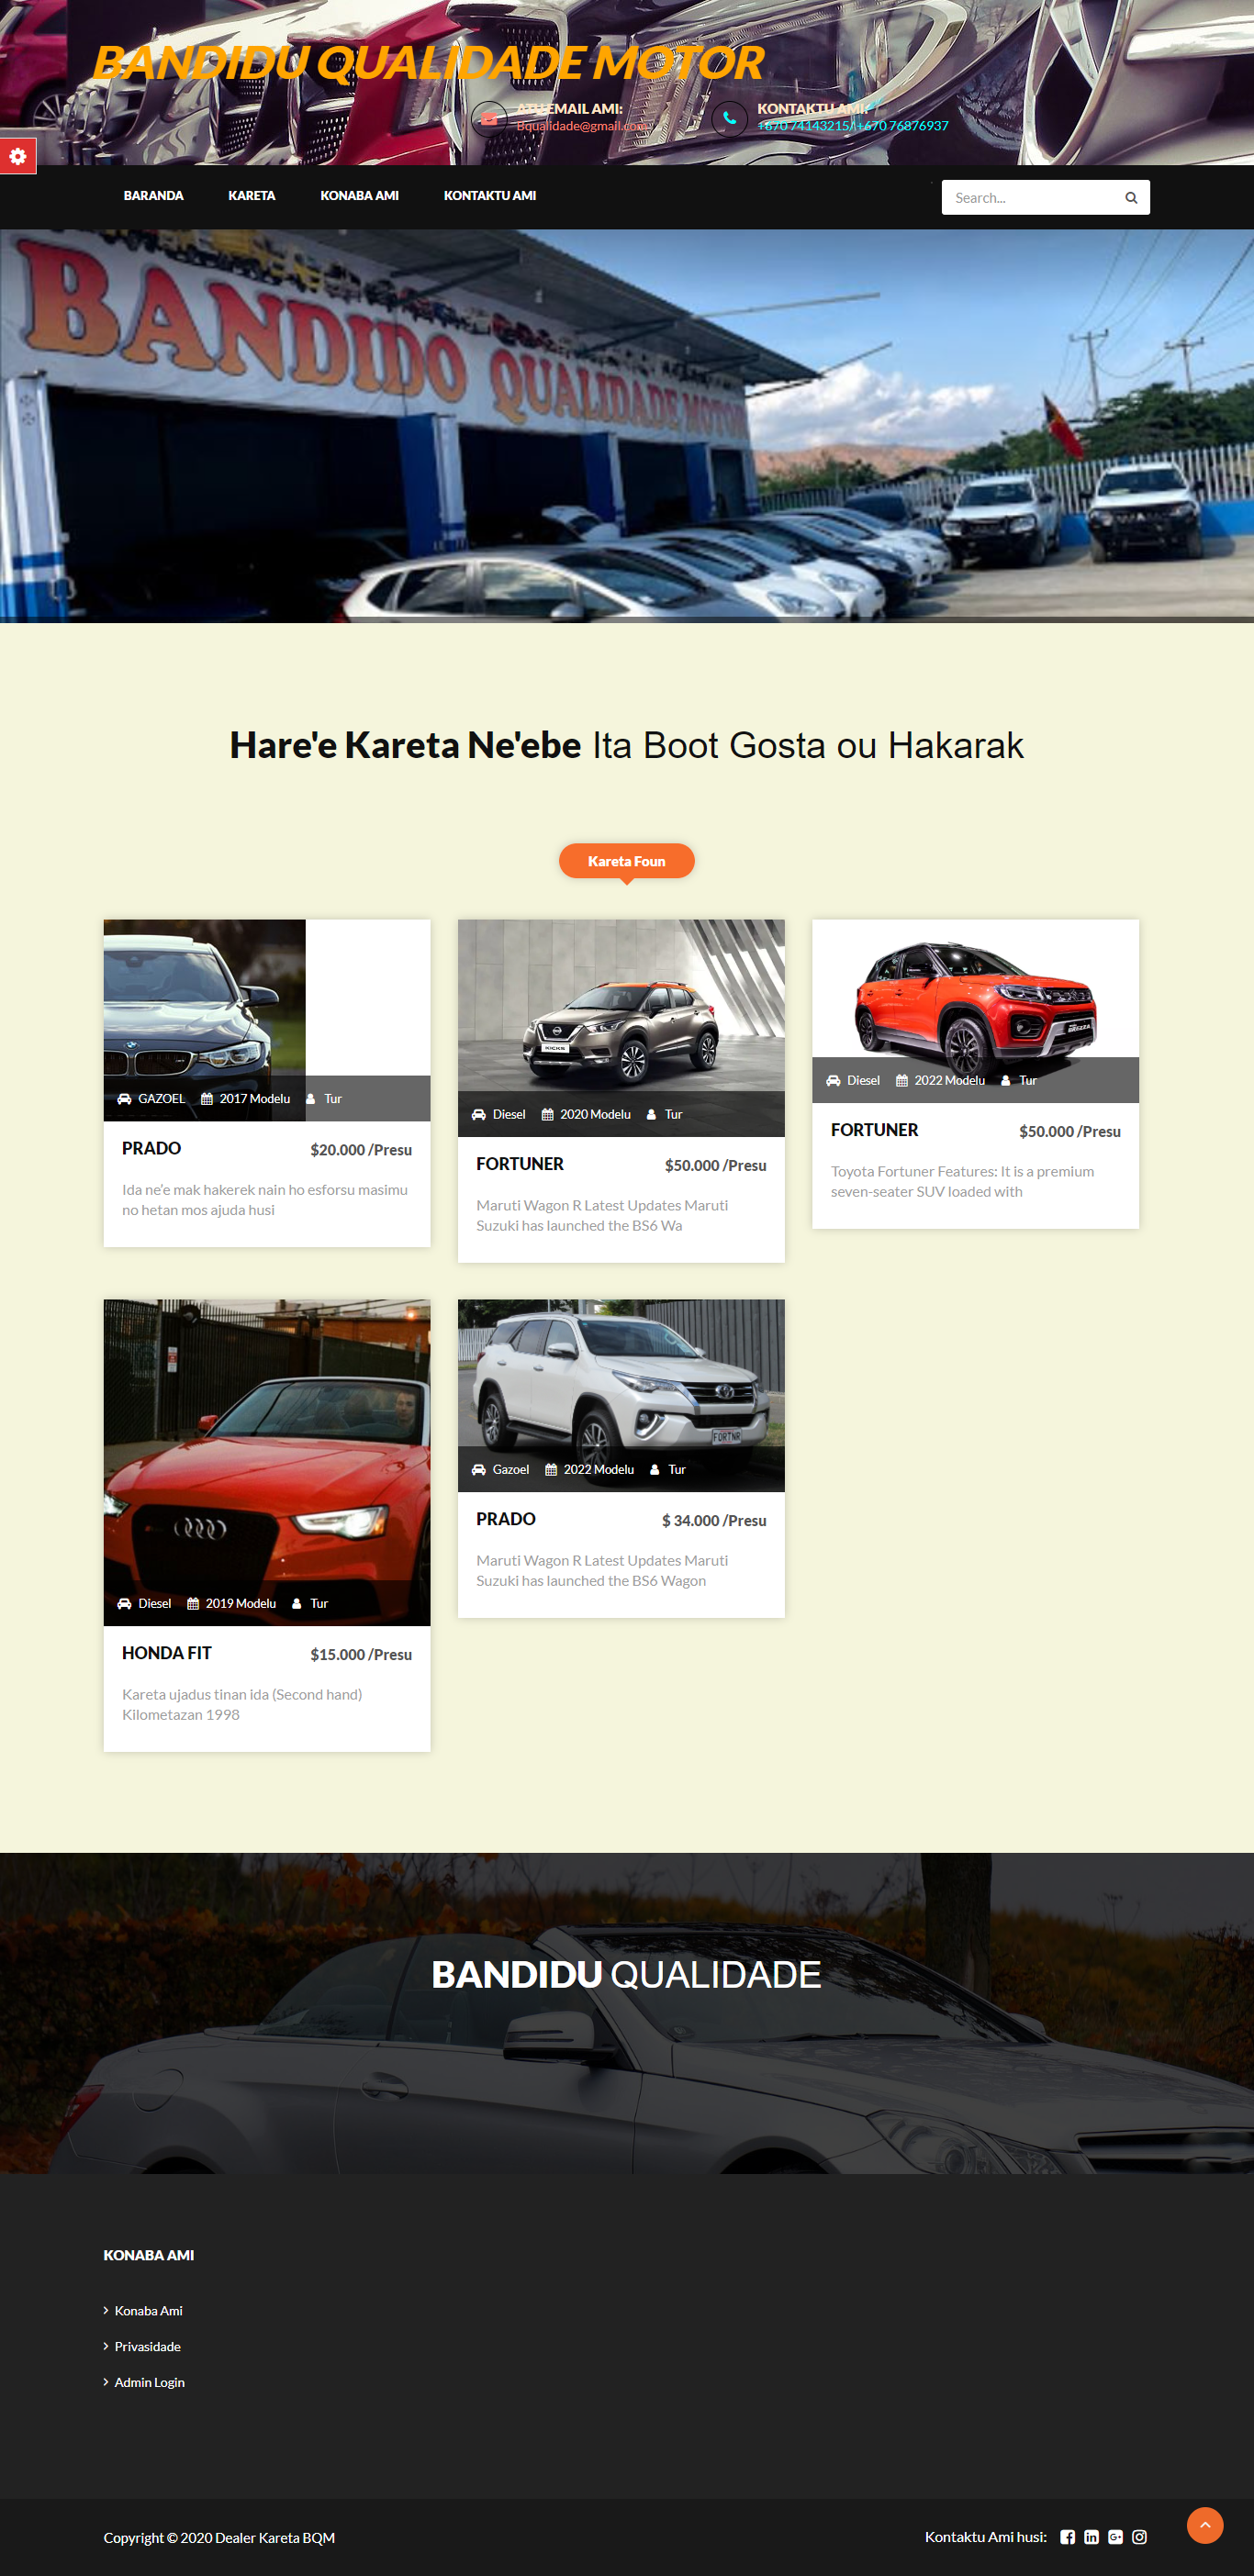 BANDIDU QUALIDADE MOTOR
ATU EMAIL AMI:
Bqualidade@gmail.com
KONTAKTU AMI:
+670 74143215/+670 76876937
BARANDA
KARETA
KONABA AMI
KONTAKTU AMI
Search...
BANDIDO QUALIDADE MOTOR
Hare'e Kareta Ne'ebe Ita Boot Gosta ou Hakarak
Kareta Foun
GAZOEL 2017 Modelu Tur
PRADO $20.000 /Presu
Ida ne'e mak hakerek nain ho esforsu masimu
no hetan mos ajuda husi
KICKS
Diesel 2020 Modelu Tur
FORTUNER $50.000 /Presu
Maruti Wagon R Latest Updates Maruti
Suzuki has launched the BS6 Wa
BREZZA
Diesel 2022 Modelu Tur
FORTUNER $50.000 /Presu
Toyota Fortuner Features: It is a premium
seven-seater SUV loaded with
Diesel 2019 Modelu Tur
HONDA FIT $15.000 /Presu
Kareta ujadus tinan ida (Second hand)
Kilometazan 1998
FORTNR
Gazoel 2022 Modelu Tur
PRADO $ 34.000 /Presu
Maruti Wagon R Latest Updates Maruti
Suzuki has launched the BS6 Wagon
BANDIDU QUALIDADE
KONABA AMI
Konaba Ami
Privasidade
Admin Login
Copyright © 2020 Dealer Kareta BQM
Kontaktu Ami husi: